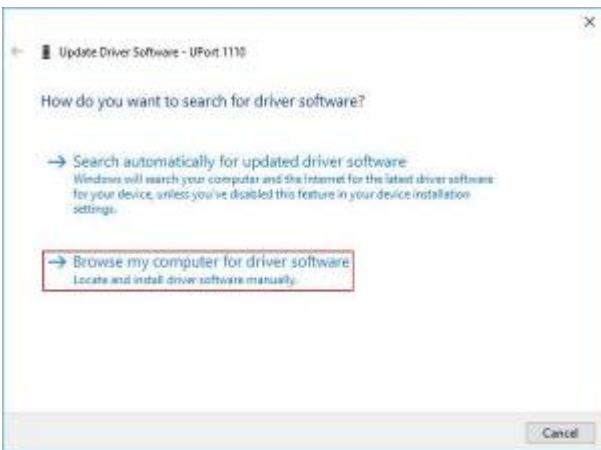 Update Driver Software - UPort 1110
How do you want to search for driver software?
Search automatically for updated driver software
Windows will search your computer and the Internet for the latest driver software
for your device, unless you've disabled this feature in your device installation
settings.
Browse my computer for driver software
Locate and install driver software manually.
Cancel